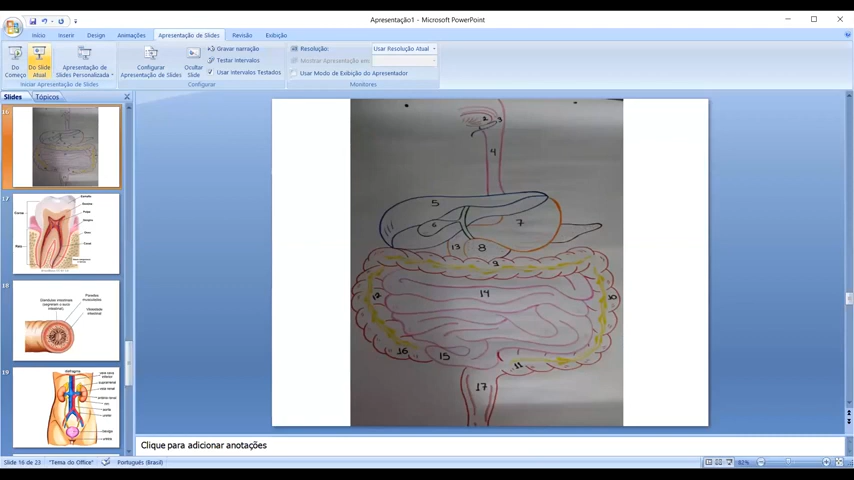 Apresentação1 - Microsoft PowerPoint
Início Inserir Design Animações Apresentação de Slides Revisão Exibição
Do Começo
Do Slide Atual
Apresentação de Slides Personalizada
Iniciar Apresentação de Slides
Configurar Apresentação de Slides
Ocultar Slide
Gravar narração
Testar Intervalos
Usar Intervalos Testados
Configurar
Resolução: Usar Resolução Atual
Mostrar Apresentação em:
Usar Modo de Exibição do Apresentador
Monitores
Slides Tópicos
16
17
Coroa
Raiz
18
Glândulas intestinais
(segregam o suco
intestinal)
Paredes
musculares
Vilosidade
intestinal
19
2
3
4
5
6
7
13
8
9
12
14
10
16
15
11
17
Clique para adicionar anotações
Slide 16 de 23 "Tema do Office" Português (Brasil) 82%